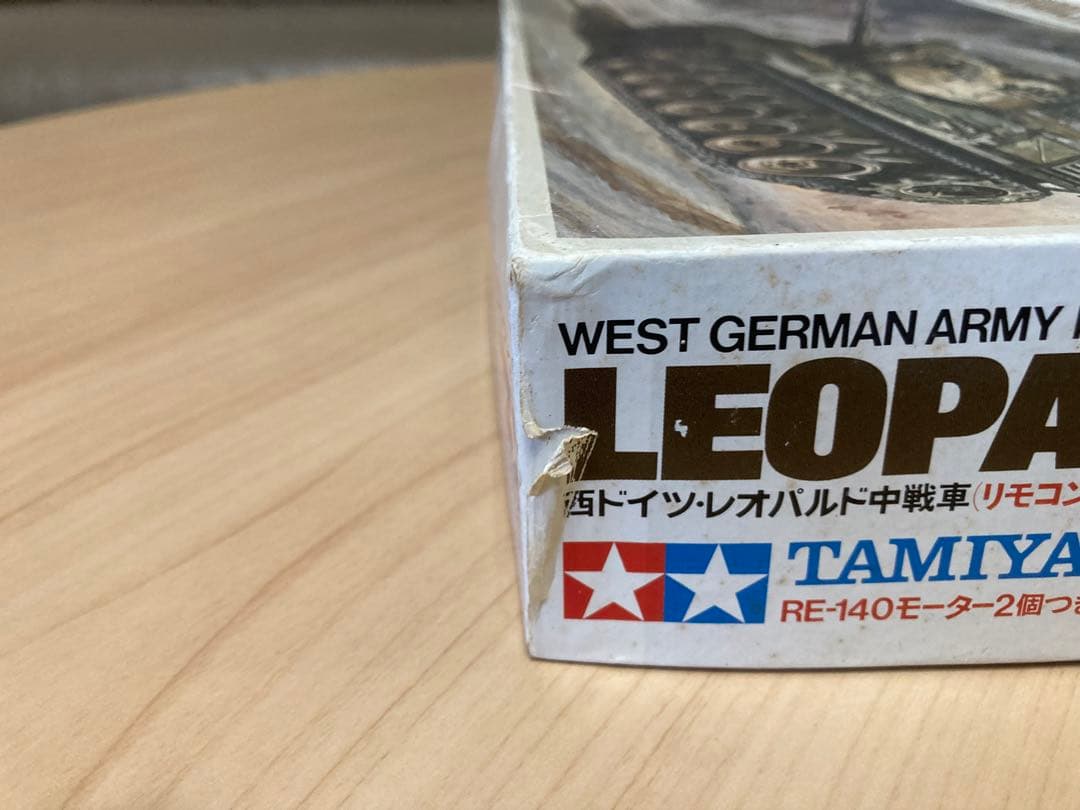 WEST GERMAN ARMY
LEOPA
西ドイツ・レオパルド中戦車(リモコン
TAMIYA
RE-140モーター2個つき